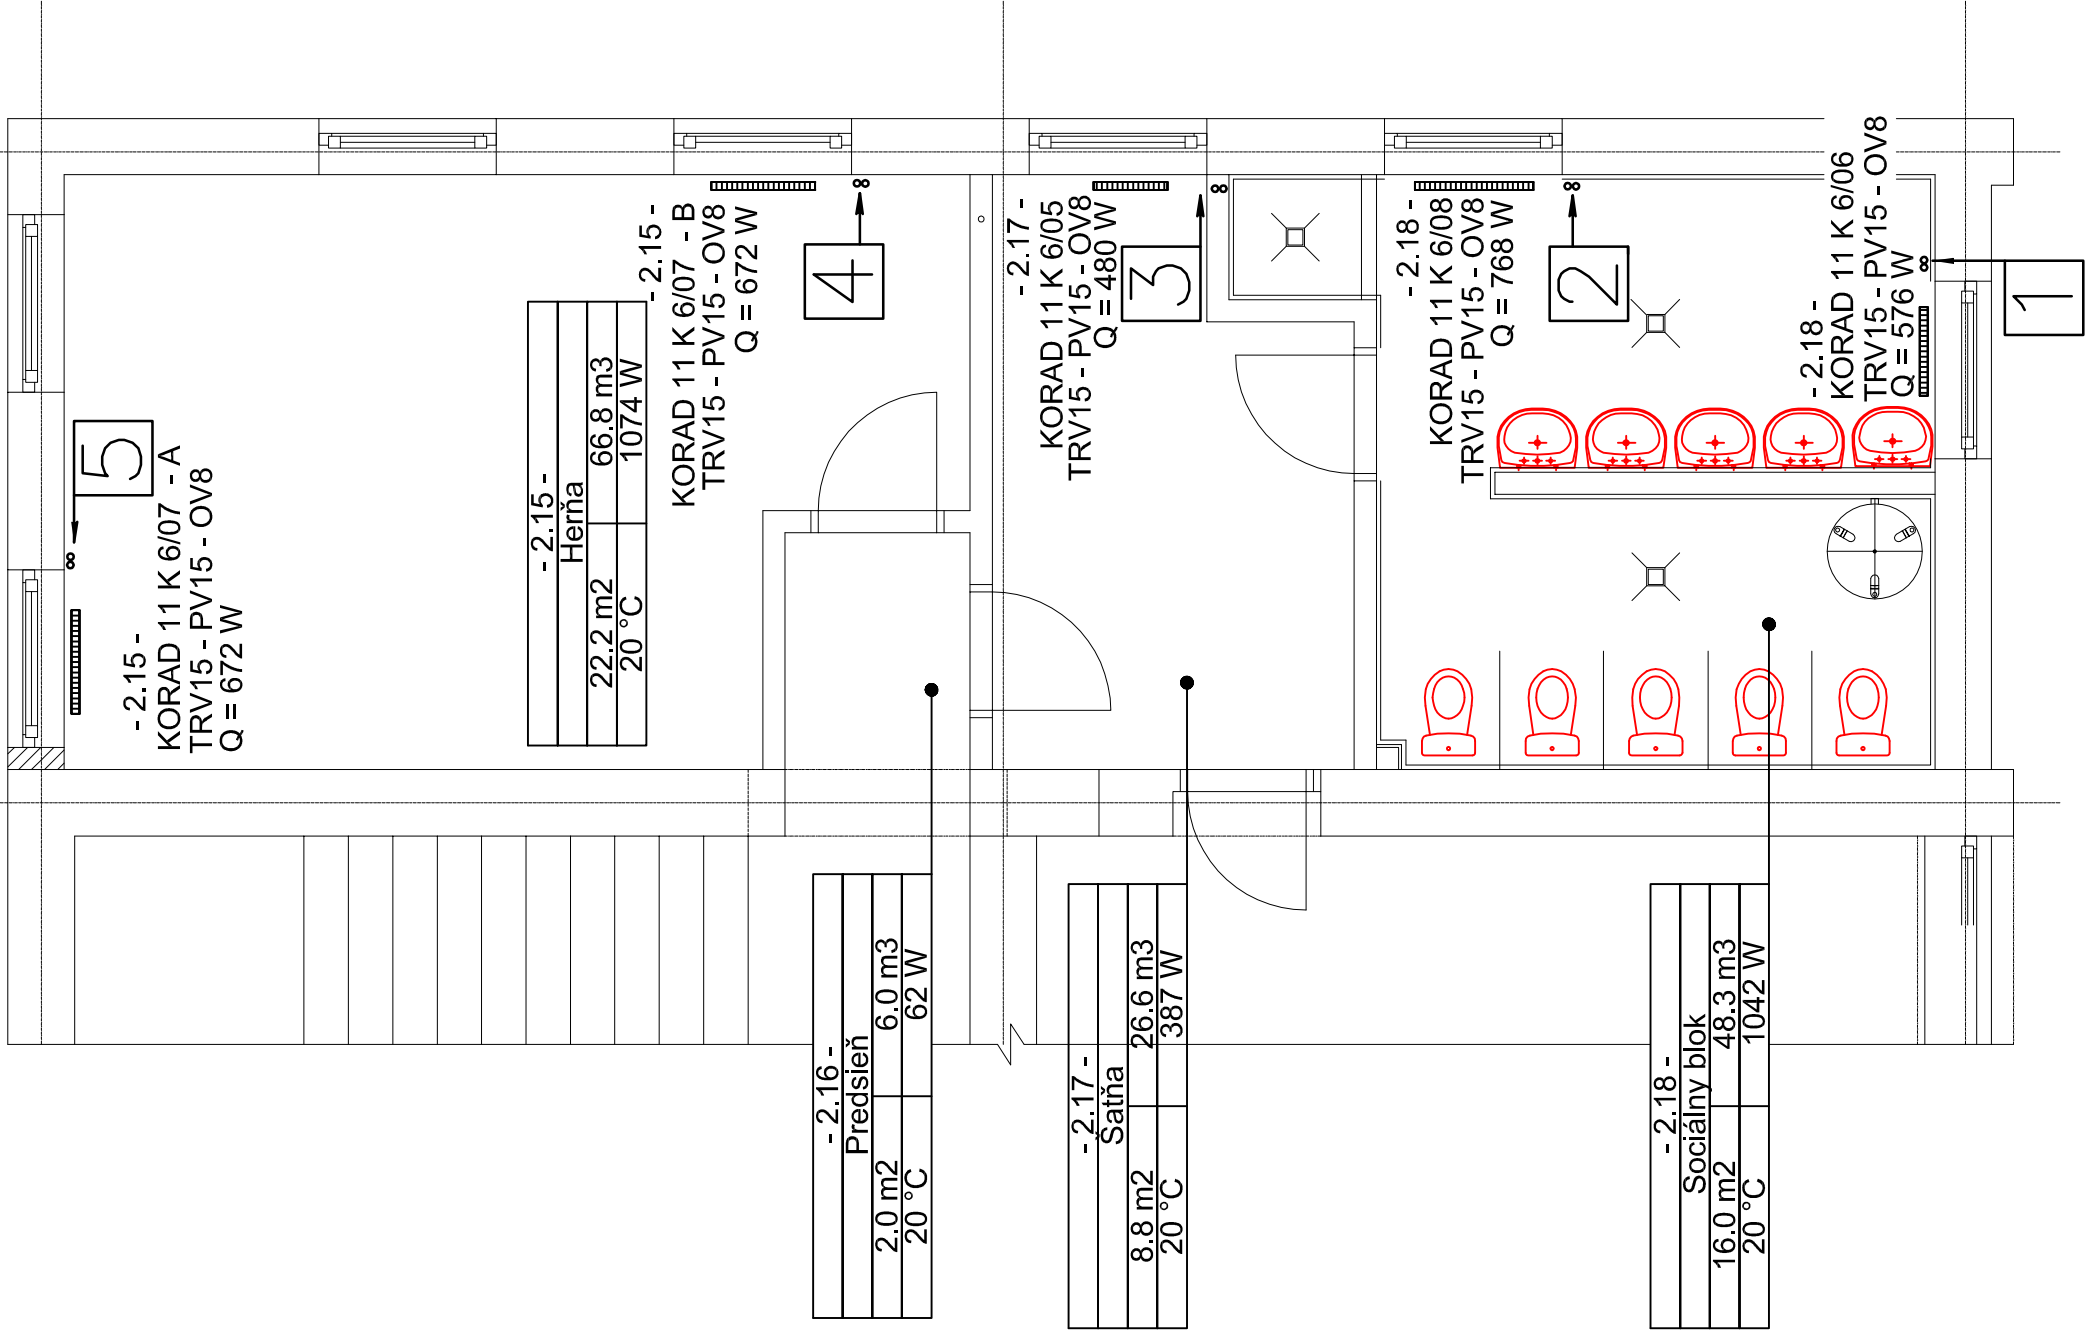 5
- 2.15 -
KORAD 11 K 6/07 - A
TRV15 - PV15 - OV8
Q = 672 W
- 2.15 -
Herňa
22.2 m2 66.8 m3
20 °C 1074 W
- 2.15 -
KORAD 11 K 6/07 - B
TRV15 - PV15 - OV8
Q = 672 W
4
- 2.16 -
Predsieň
2.0 m2 6.0 m3
20 °C 62 W
- 2.17 -
KORAD 11 K 6/05
TRV15 - PV15 - OV8
Q = 480 W
3
- 2.17 -
Šatňa
8.8 m2 26.6 m3
20 °C 387 W
- 2.18 -
KORAD 11 K 6/08
TRV15 - PV15 - OV8
Q = 768 W
2
- 2.18 -
Sociálny blok
16.0 m2 48.3 m3
20 °C 1042 W
- 2.18 -
KORAD 11 K 6/06
TRV15 - PV15 - OV8
Q = 576 W
1